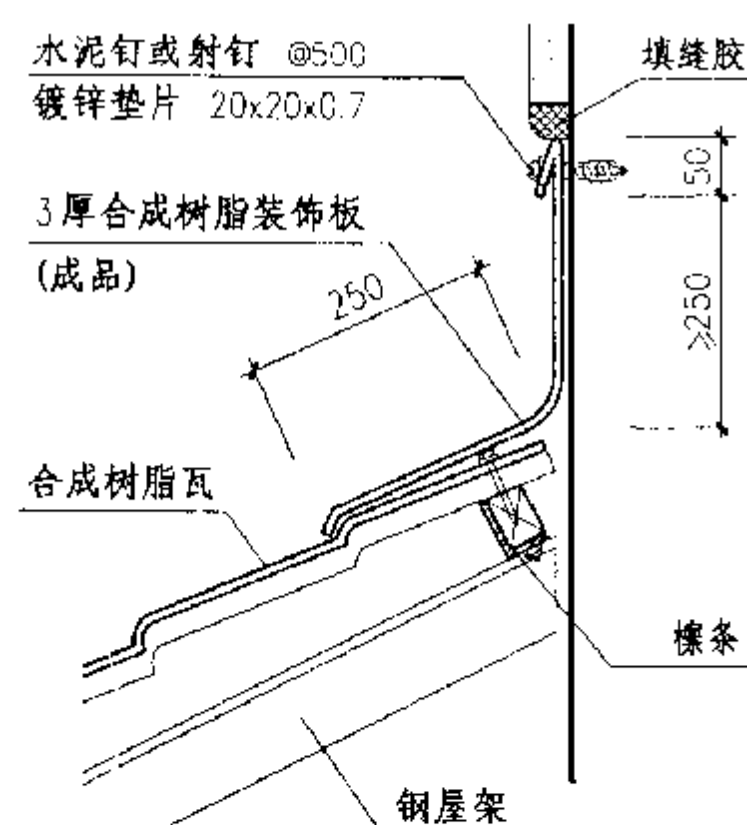 水泥钉或射钉 @500
填缝胶
镀锌垫片 20x20x0.7
50
3厚合成树脂装饰板
(成品)
250
≥250
合成树脂瓦
檩条
钢屋架